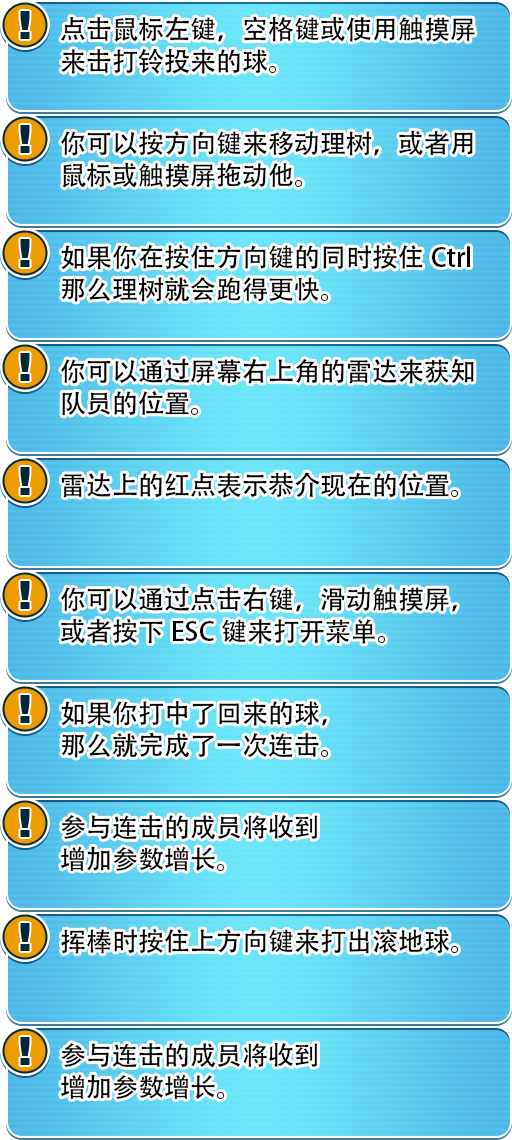 点击鼠标左键，空格键或使用触摸屏
来击打铃投来的球。
你可以按方向键来移动理树，或者用
鼠标或触摸屏拖动他。
如果你在按住方向键的同时按住 Ctrl
那么理树就会跑得更快。
你可以通过屏幕右上角的雷达来获知
队员的位置。
雷达上的红点表示恭介现在的位置。
你可以通过点击右键，滑动触摸屏，
或者按下 ESC 键来打开菜单。
如果你打中了回来的球，
那么就完成了一次连击。
参与连击的成员将收到
增加参数增长。
挥棒时按住上方向键来打出滚地球。
参与连击的成员将收到
增加参数增长。